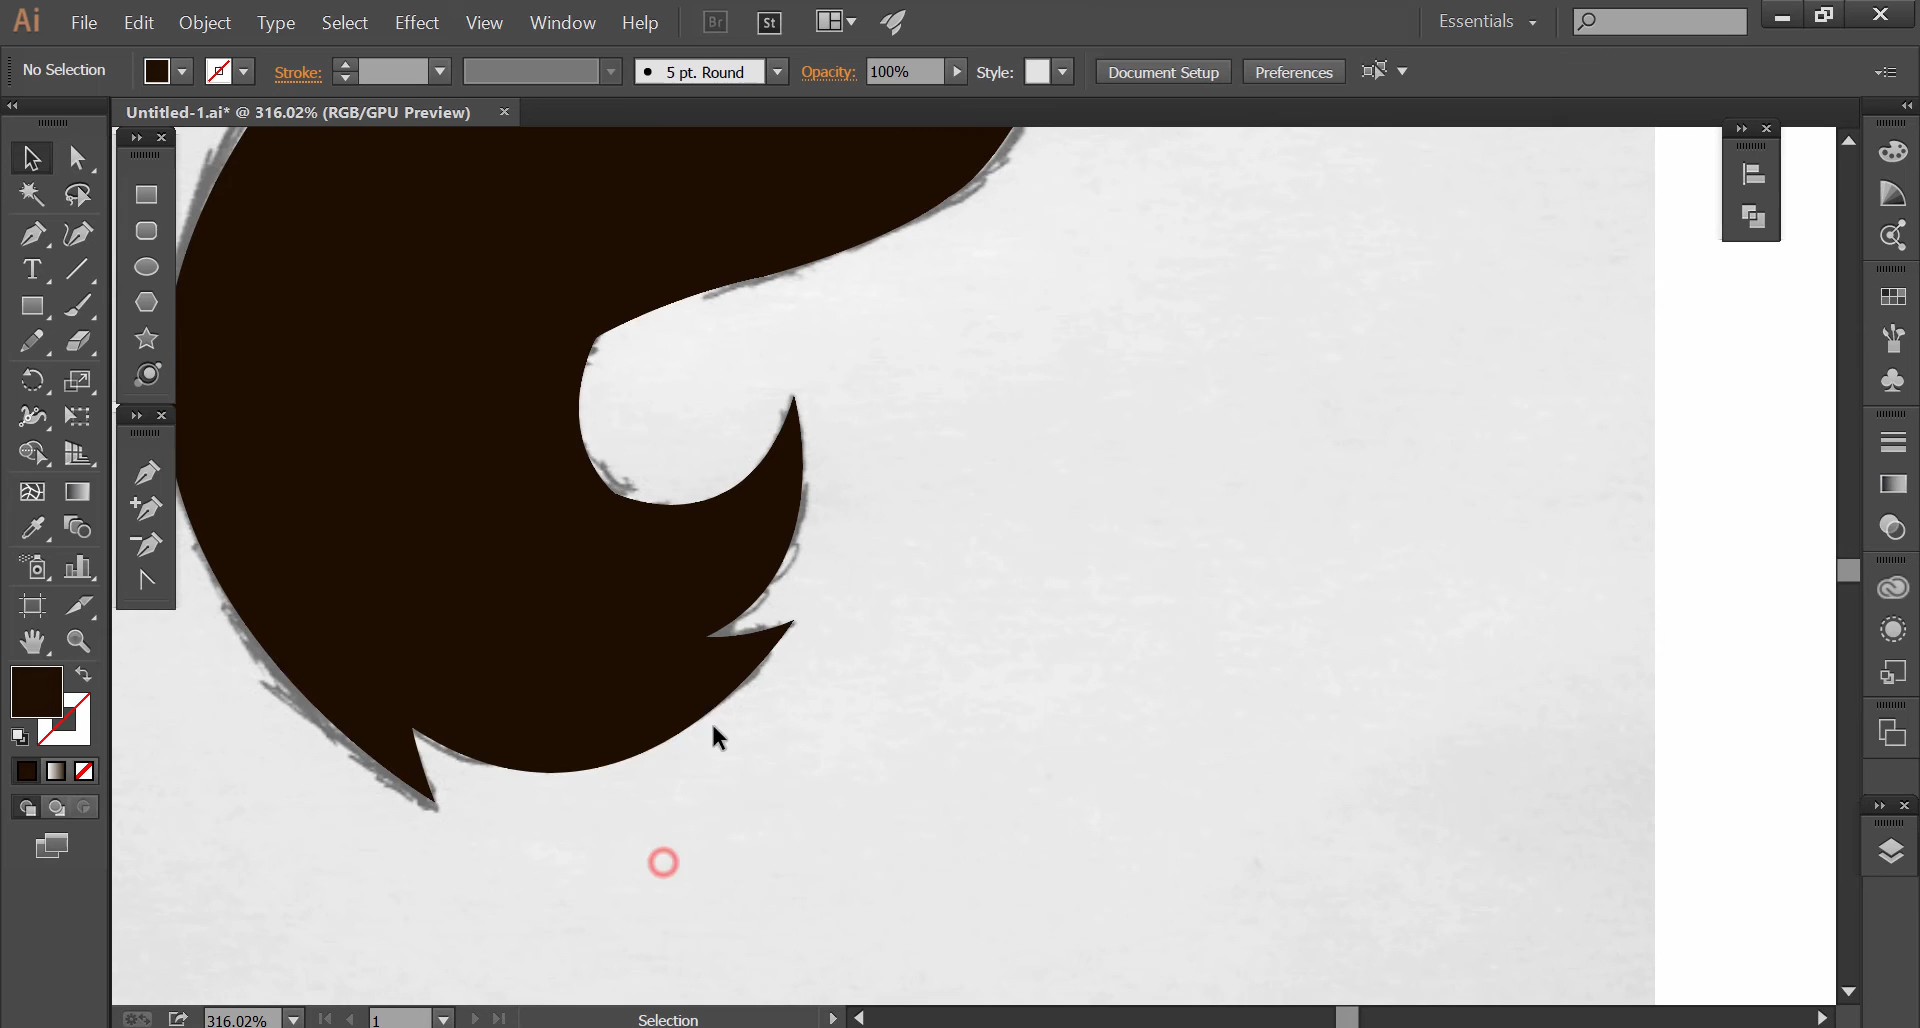 Ai File Edit Object Type Select Effect View Window Help Br St Essentials
No Selection Stroke: 5 pt. Round Opacity: 100% Style: Document Setup Preferences
Untitled-1.ai* @ 316.02% (RGB/GPU Preview)
316.02% 1 Selection